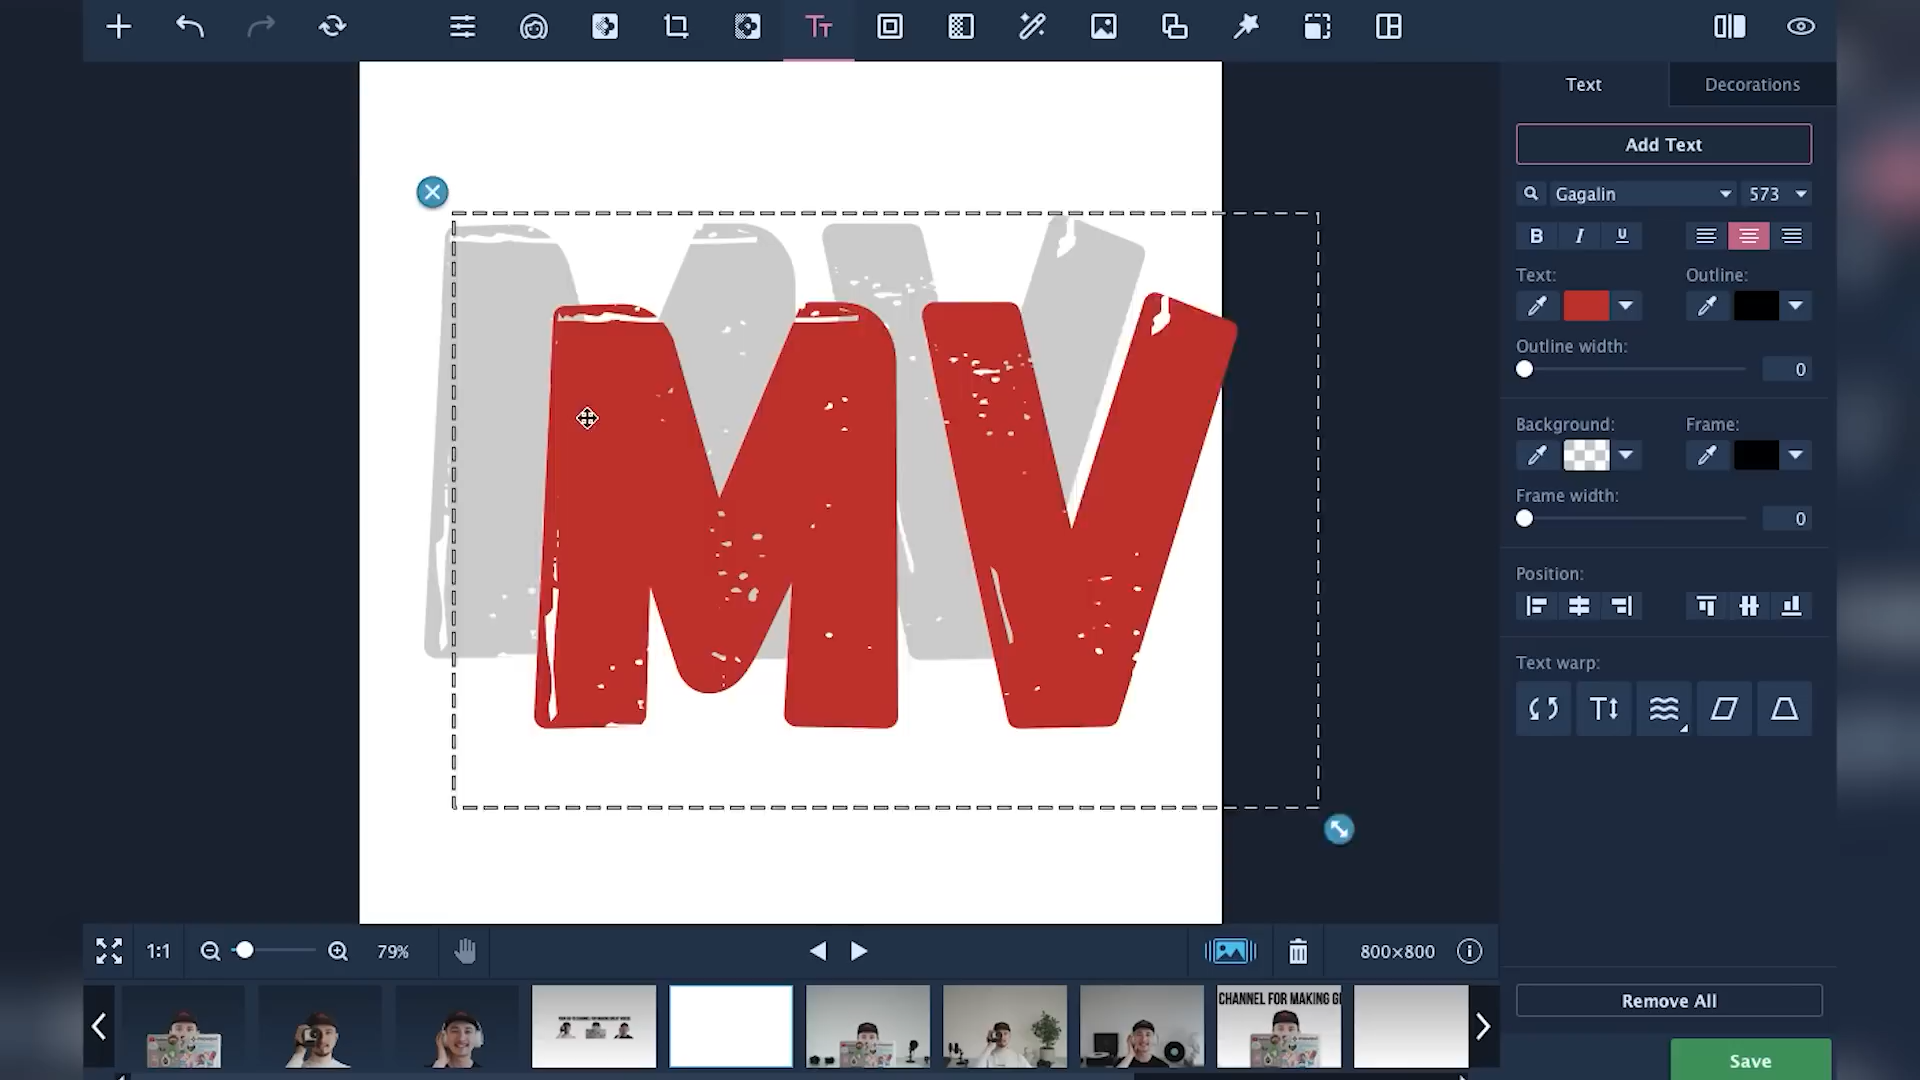 Text Decorations
Add Text
Gagalin 573
B I U
Text: Outline:
Outline width:
0
Background: Frame:
Frame width:
0
Position:
Text warp:
MV
MV
1:1 79% 800×800
CHANNEL FOR MAKING
Remove All
Save